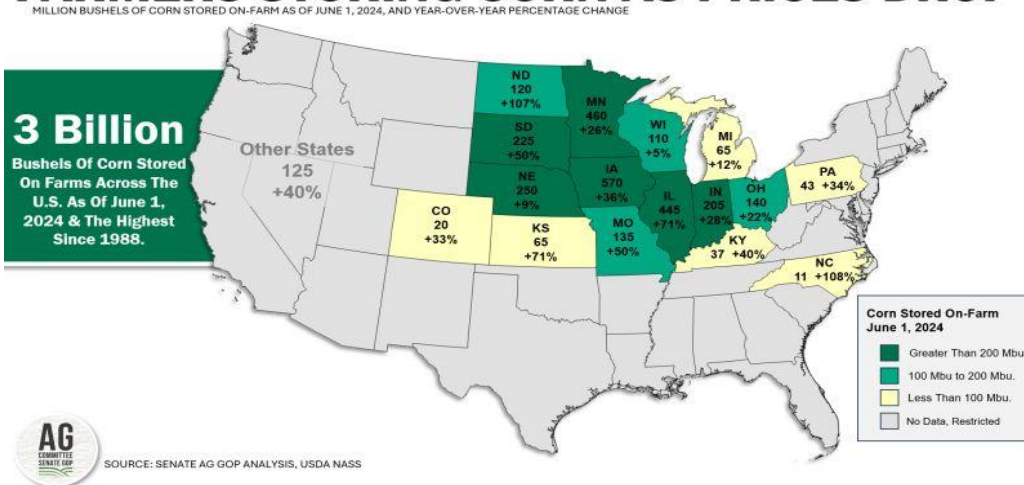 FARMERS STORING CORN AS PRICES DROP
MILLION BUSHELS OF CORN STORED ON-FARM AS OF JUNE 1, 2024, AND YEAR-OVER-YEAR PERCENTAGE CHANGE
3 Billion
Bushels Of Corn Stored
On Farms Across The
U.S. As Of June 1,
2024 & The Highest
Since 1988.
Other States
125
+40%
ND
120
+107%
SD
225
+50%
NE
250
+9%
CO
20
+33%
KS
65
+71%
MN
460
+26%
IA
570
+36%
MO
135
+50%
WI
110
+5%
IL
445
+71%
MI
65
+12%
IN
205
+28%
OH
140
+22%
KY
37 +40%
PA
43 +34%
NC
11 +108%
Corn Stored On-Farm
June 1, 2024
Greater Than 200 Mbu
100 Mbu to 200 Mbu.
Less Than 100 Mbu.
No Data, Restricted
AG
COMMITTEE
SENATE GOP
SOURCE: SENATE AG GOP ANALYSIS, USDA NASS